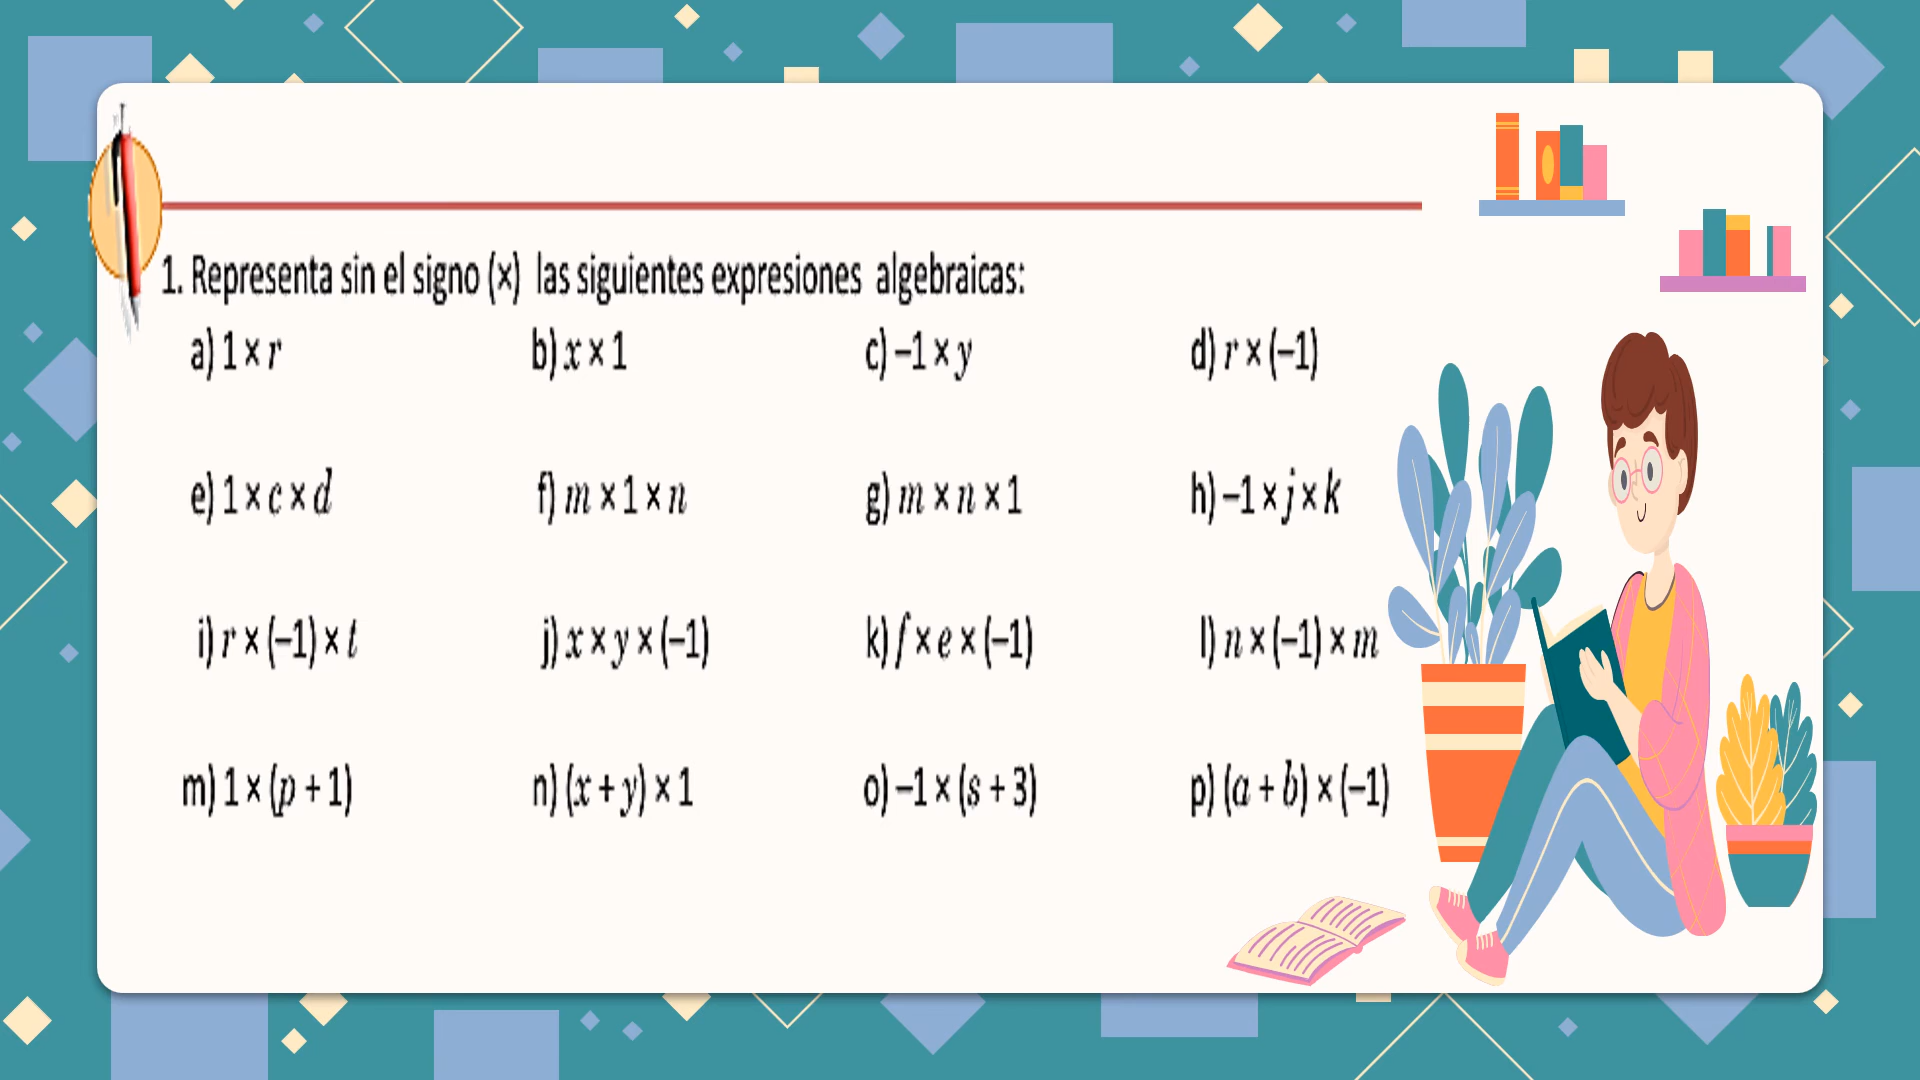 1. Representa sin el signo (×) las siguientes expresiones algebraicas:
a) 1 × r b) x × 1 c) –1 × y d) r × (–1)
e) 1 × c × d f) m × 1 × n g) m × n × 1 h) –1 × j × k
i) r × (–1) × t j) x × y × (–1) k) f × e × (–1) l) n × (–1) × m
m) 1 × (p + 1) n) (x + y) × 1 o) –1 × (s + 3) p) (a + b) × (–1)